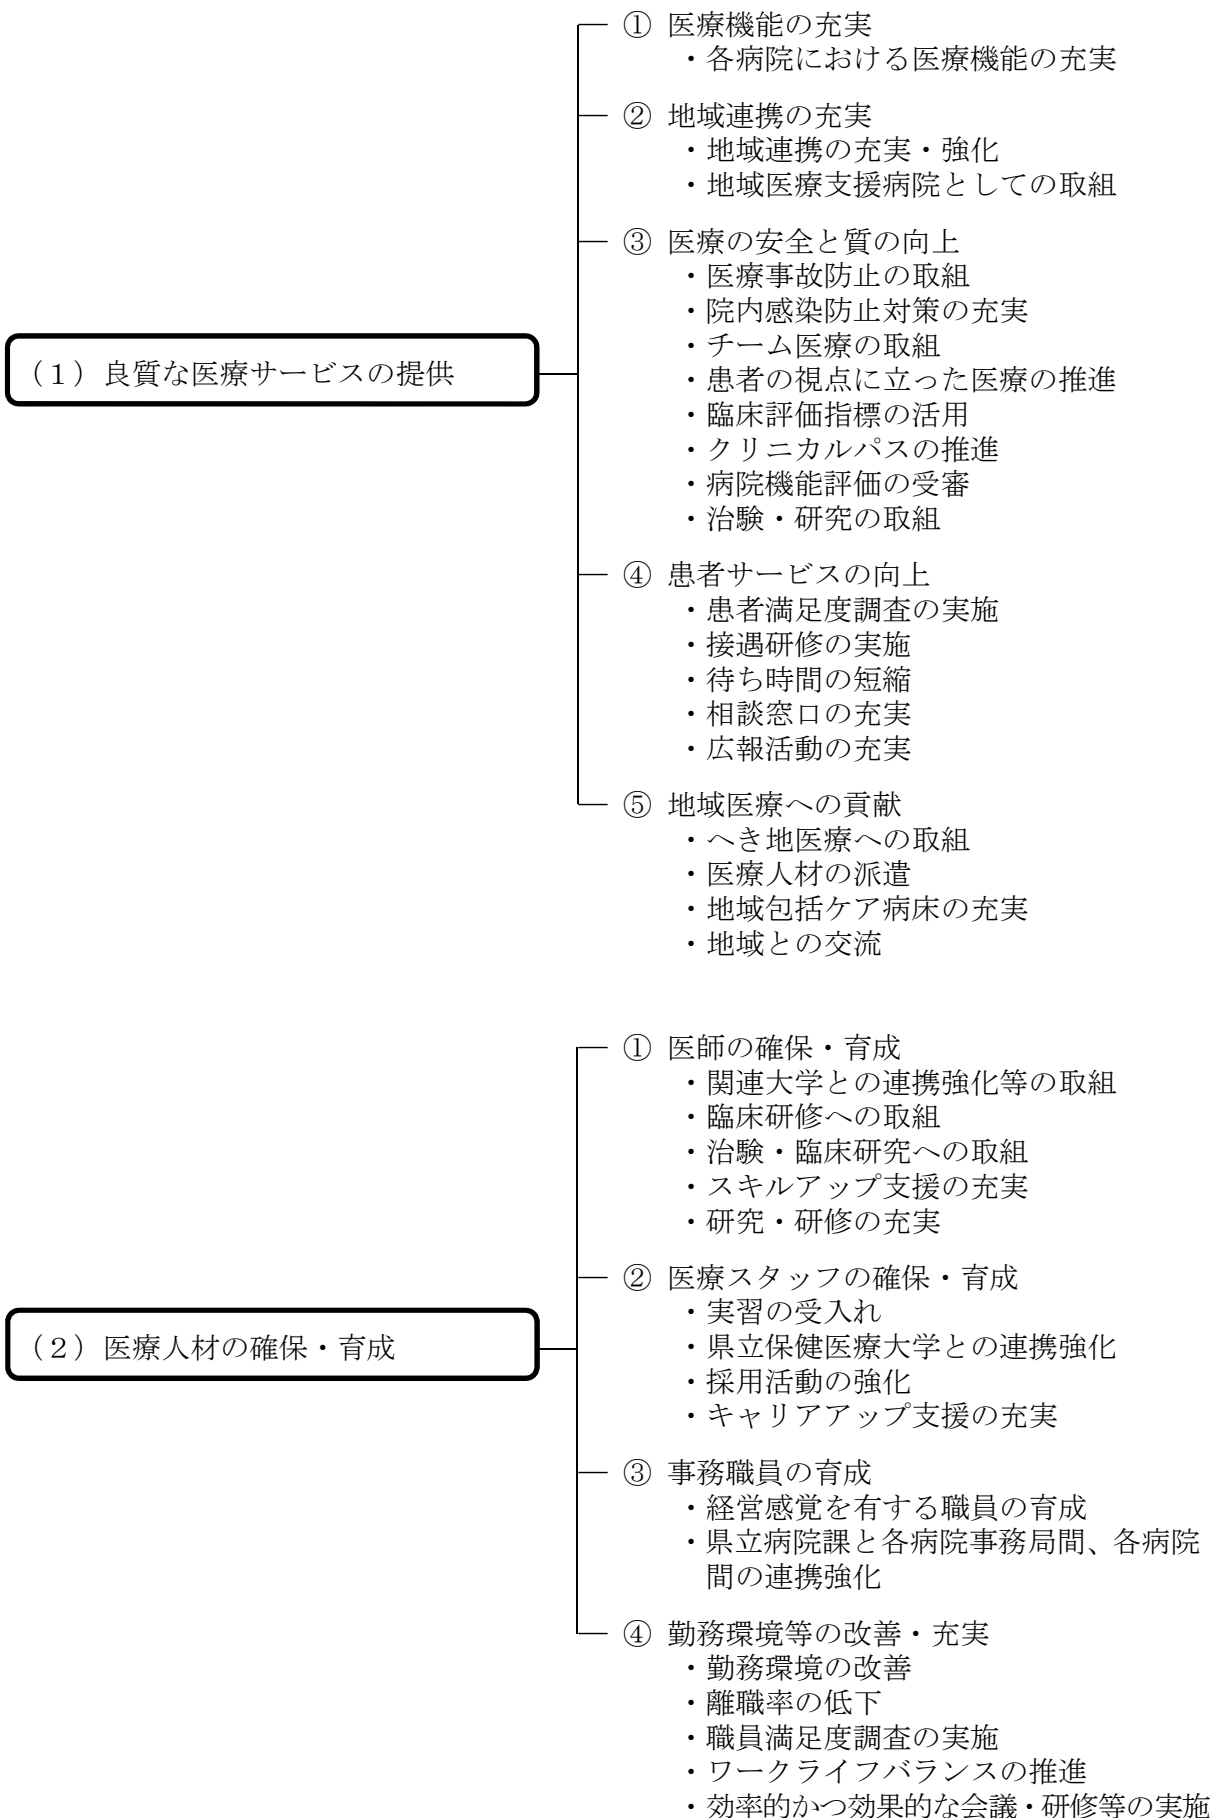 ① 医療機能の充実
・各病院における医療機能の充実
② 地域連携の充実
・地域連携の充実・強化
・地域医療支援病院としての取組
③ 医療の安全と質の向上
・医療事故防止の取組
・院内感染防止対策の充実
・チーム医療の取組
（１）良質な医療サービスの提供
・患者の視点に立った医療の推進
・臨床評価指標の活用
・クリニカルパスの推進
・病院機能評価の受審
・治験・研究の取組
④ 患者サービスの向上
・患者満足度調査の実施
・接遇研修の実施
・待ち時間の短縮
・相談窓口の充実
・広報活動の充実
⑤ 地域医療への貢献
・へき地医療への取組
・医療人材の派遣
・地域包括ケア病床の充実
・地域との交流
① 医師の確保・育成
・関連大学との連携強化等の取組
・臨床研修への取組
・治験・臨床研究への取組
・スキルアップ支援の充実
・研究・研修の充実
② 医療スタッフの確保・育成
・実習の受入れ
（２）医療人材の確保・育成
・県立保健医療大学との連携強化
・採用活動の強化
・キャリアアップ支援の充実
③ 事務職員の育成
・経営感覚を有する職員の育成
・県立病院課と各病院事務局間、各病院
間の連携強化
④ 勤務環境等の改善・充実
・勤務環境の改善
・離職率の低下
・職員満足度調査の実施
・ワークライフバランスの推進
・効率的かつ効果的な会議・研修等の実施